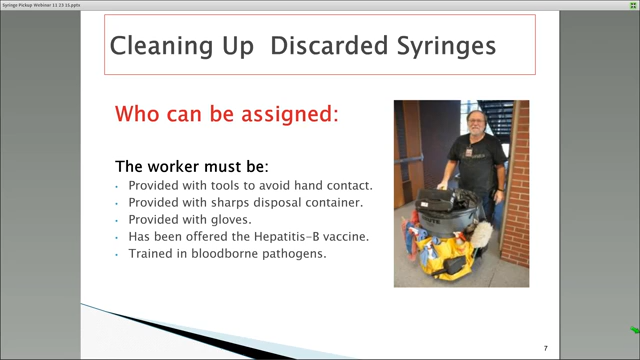 Syringe Pickup Webinar 11 23 15.pptx
Cleaning Up Discarded Syringes
Who can be assigned:
The worker must be:
Provided with tools to avoid hand contact.
Provided with sharps disposal container.
Provided with gloves.
Has been offered the Hepatitis-B vaccine.
Trained in bloodborne pathogens.
7